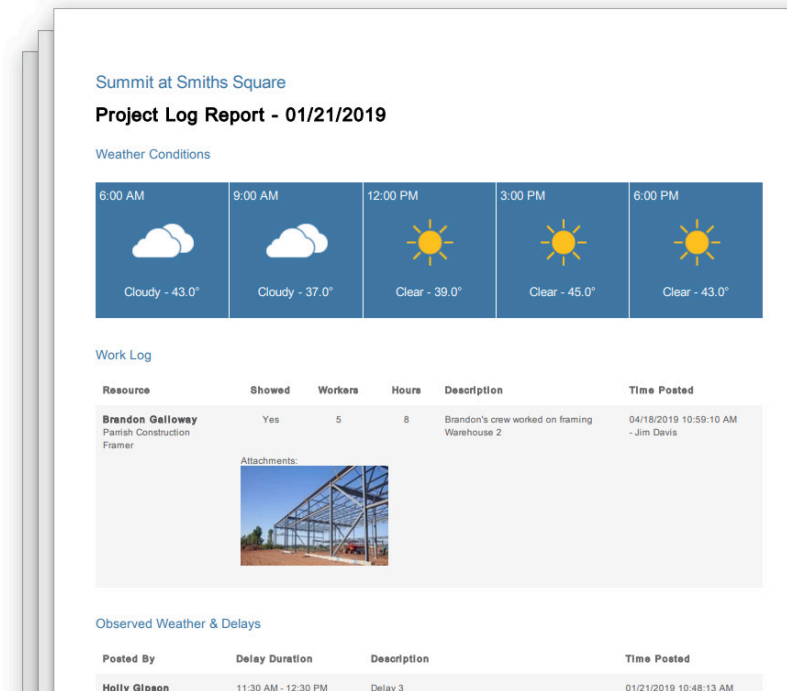 Summit at Smiths Square
Project Log Report - 01/21/2019
Weather Conditions
6:00 AM 9:00 AM 12:00 PM 3:00 PM 6:00 PM
Cloudy - 43.0° Cloudy - 37.0° Clear - 39.0° Clear - 45.0° Clear - 43.0°
Work Log
Resource Showed Workers Hours Description Time Posted
Brandon Galloway Yes 5 8 Brandon's crew worked on framing 04/18/2019 10:59:10 AM
Parrish Construction Warehouse 2 - Jim Davis
Framer
Attachments:
Observed Weather & Delays
Posted By Delay Duration Description Time Posted
Holly Gipson 11:30 AM - 12:30 PM Delay 3 01/21/2019 10:48:13 AM